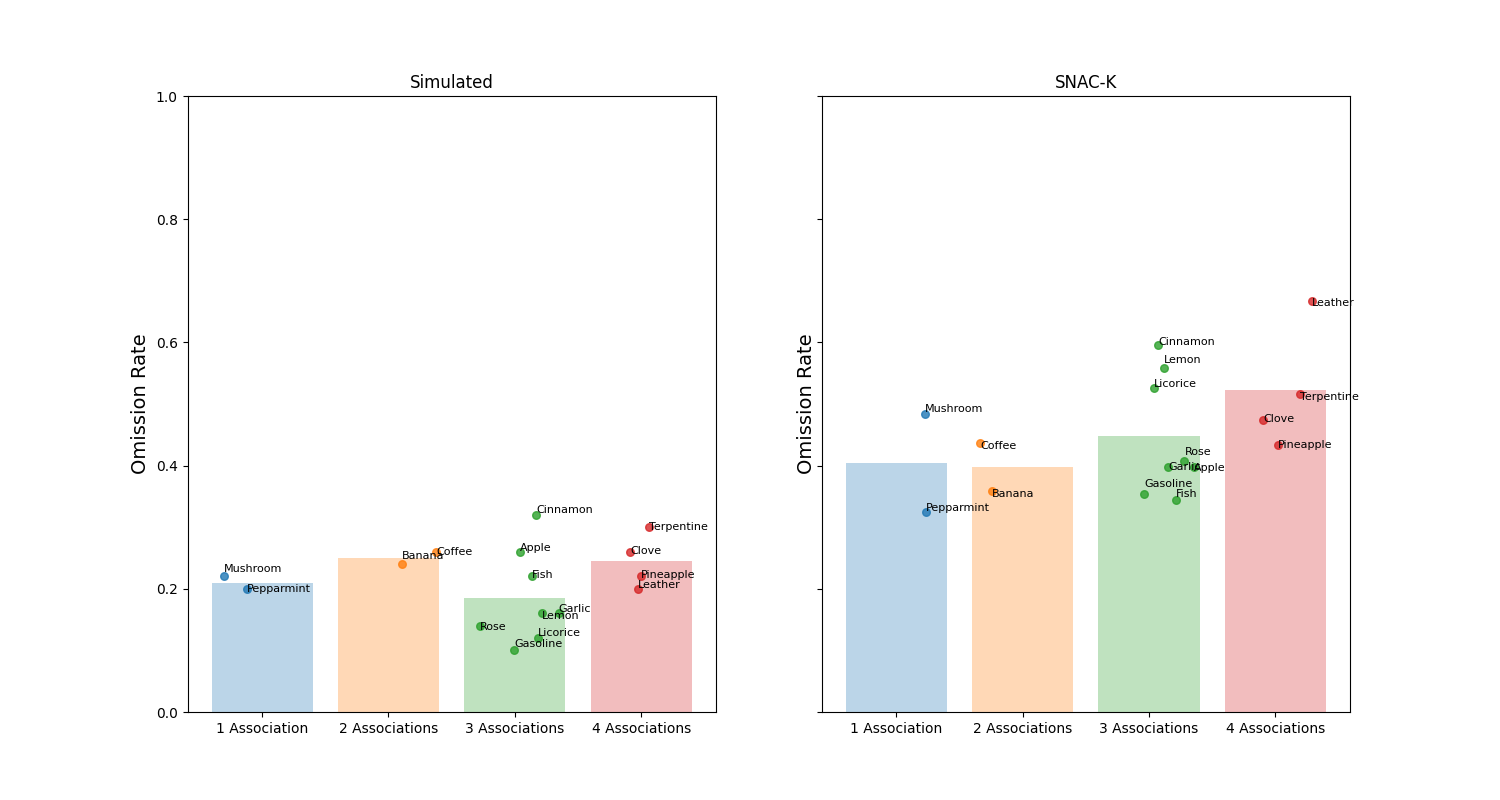 Simulated
Omission Rate
1.0
0.8
0.6
0.4
0.2
0.0
Cinnamon
Terpentine
Apple
Clove
Coffee
Banana
Mushroom
Fish
Pineapple
Pepparmint
Leather
Garlic
Lemon
Rose
Licorice
Gasoline
1 Association
2 Associations
3 Associations
4 Associations
SNAC-K
Omission Rate
Leather
Cinnamon
Lemon
Licorice
Terpentine
Mushroom
Clove
Coffee
Pineapple
Rose
Garlic
Apple
Gasoline
Banana
Fish
Pepparmint
1 Association
2 Associations
3 Associations
4 Associations